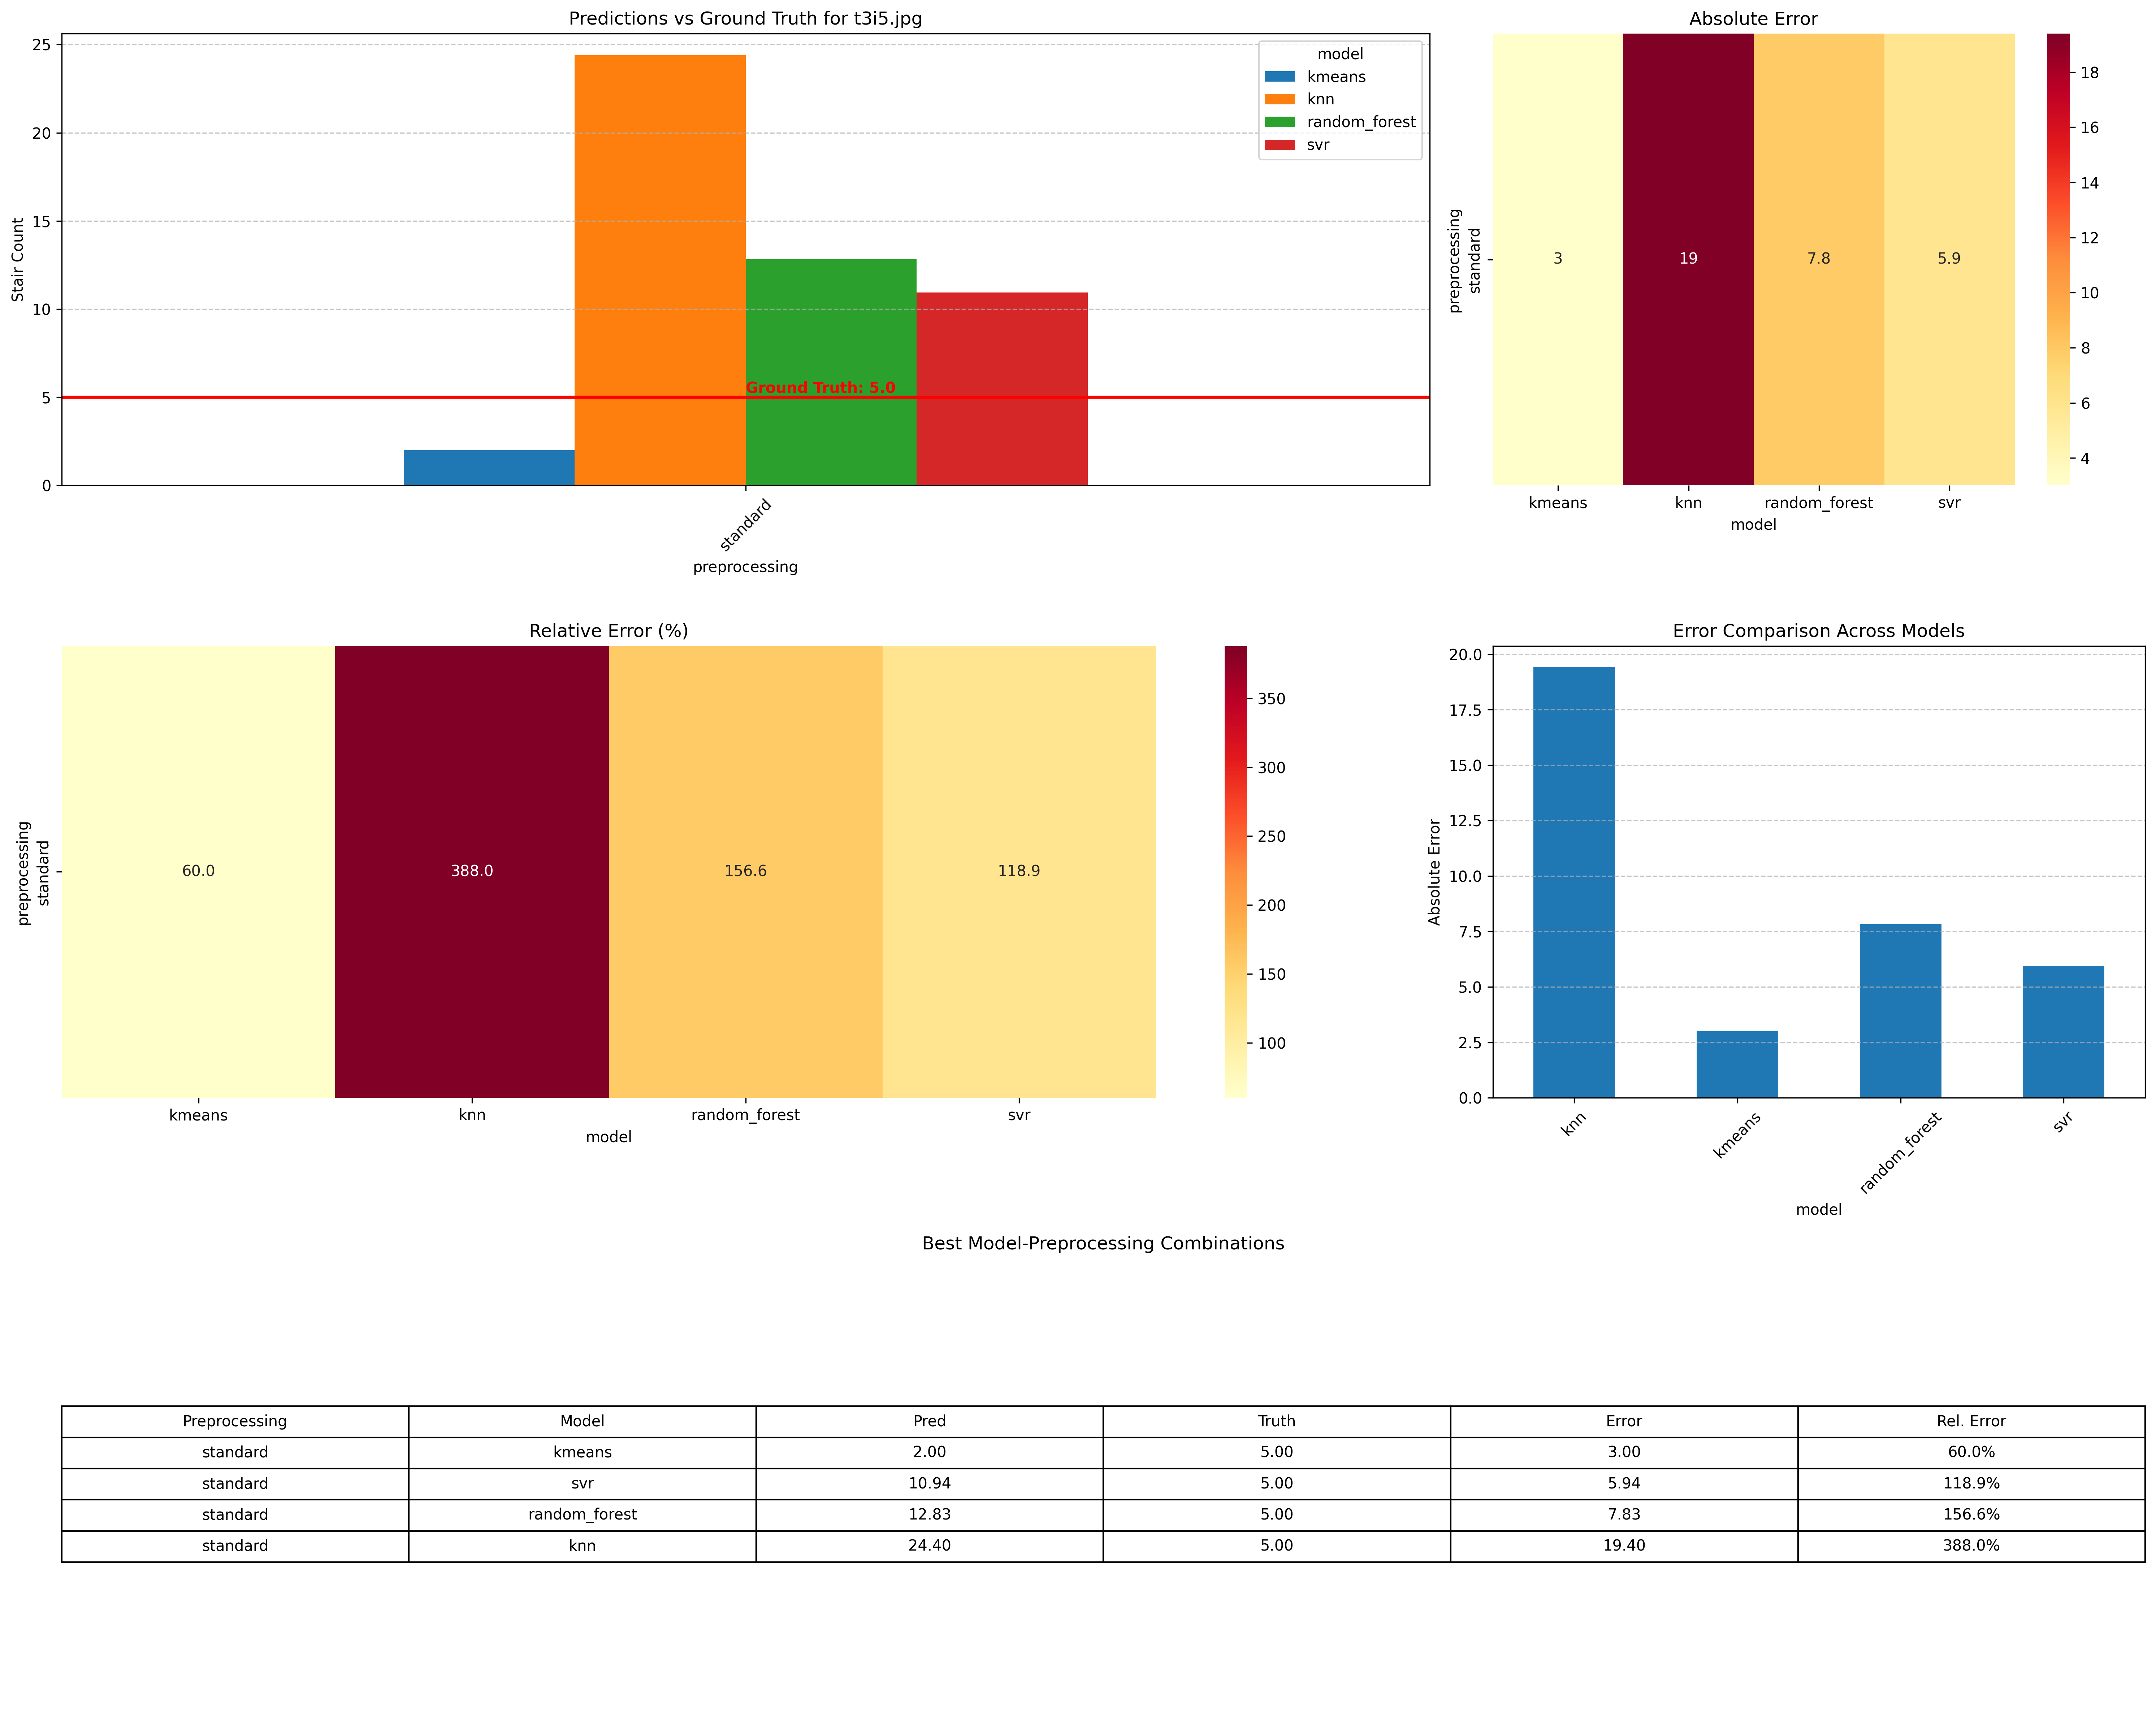 Predictions vs Ground Truth for t3i5.jpg
Stair Count
25
20
15
10
5
0
model
kmeans
knn
random_forest
svr
Ground Truth: 5.0
standard
preprocessing
Absolute Error
preprocessing
standard
3 19 7.8 5.9
kmeans knn random_forest svr
model
18
16
14
12
10
8
6
4
Relative Error (%)
preprocessing
standard
60.0 388.0 156.6 118.9
kmeans knn random_forest svr
model
350
300
250
200
150
100
Error Comparison Across Models
Absolute Error
20.0
17.5
15.0
12.5
10.0
7.5
5.0
2.5
0.0
knn kmeans random_forest svr
model
Best Model-Preprocessing Combinations
Preprocessing Model Pred Truth Error Rel. Error
standard kmeans 2.00 5.00 3.00 60.0%
standard svr 10.94 5.00 5.94 118.9%
standard random_forest 12.83 5.00 7.83 156.6%
standard knn 24.40 5.00 19.40 388.0%